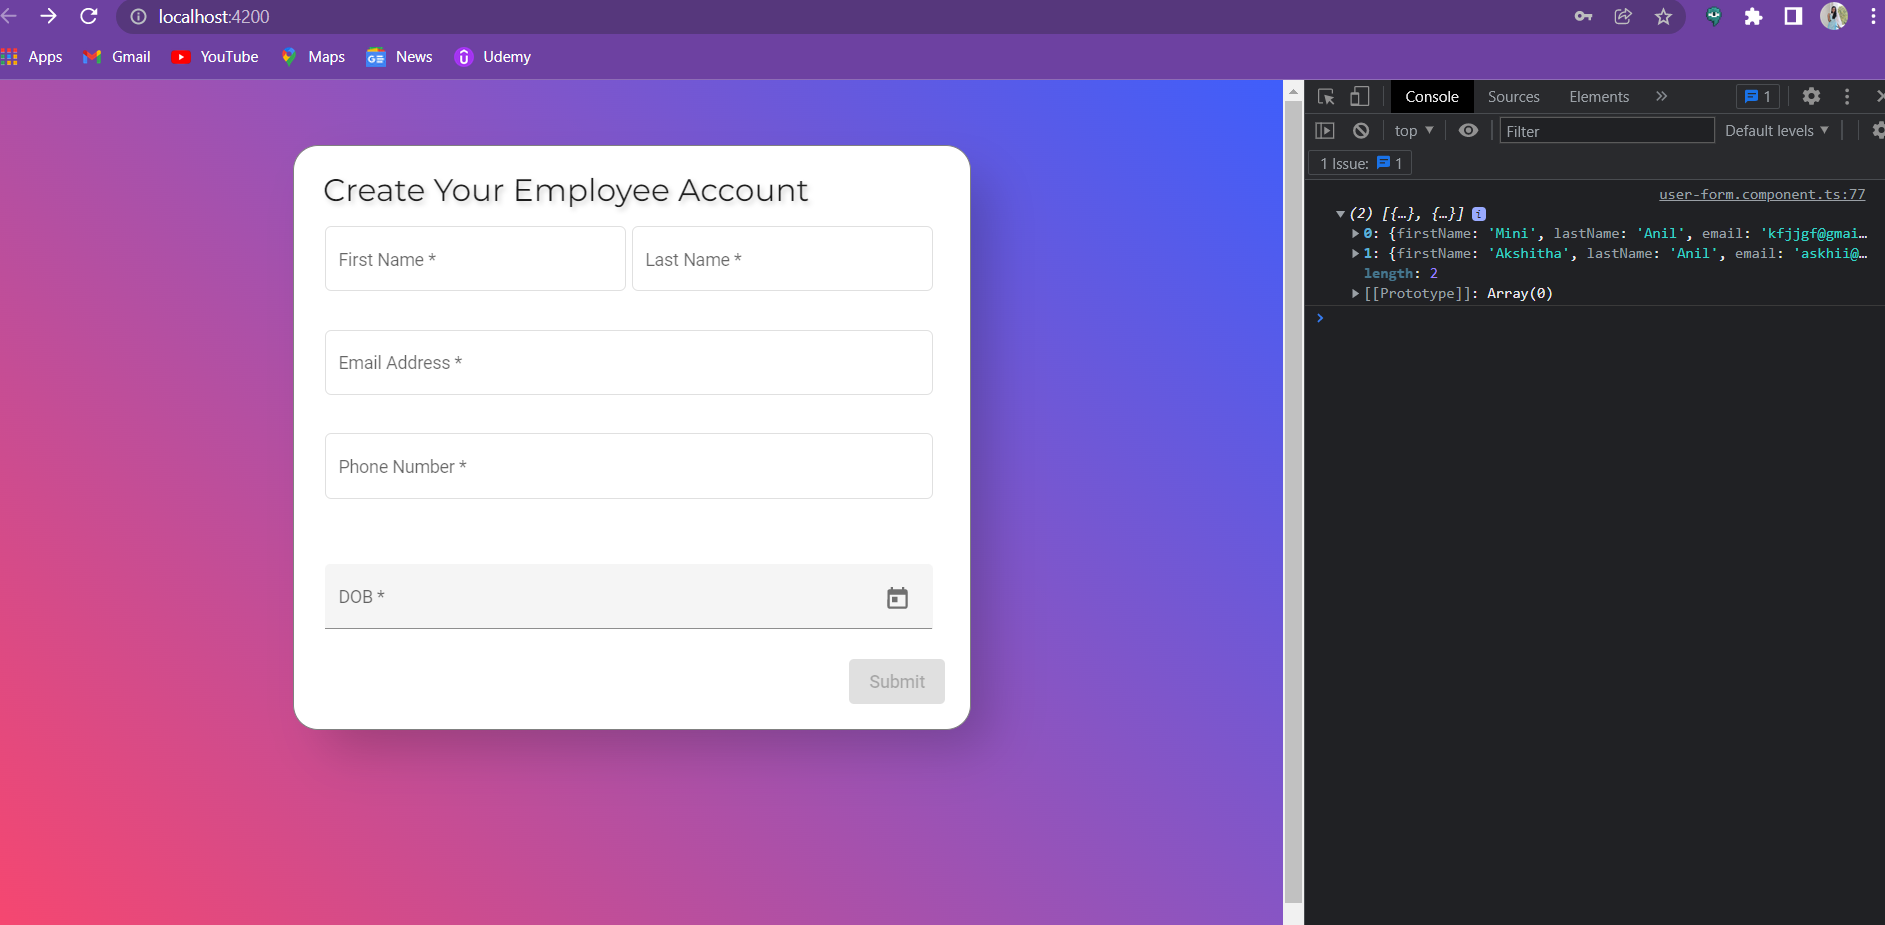 localhost:4200
Apps Gmail YouTube Maps News Udemy
Create Your Employee Account
First Name * Last Name *
Email Address *
Phone Number *
DOB *
Submit
Console Sources Elements » 1
top ▼ Filter Default levels ▼
1 Issue: 1
user-form.component.ts:77
▼(2) [{…}, {…}] i
▶0: {firstName: 'Mini', lastName: 'Anil', email: 'kfjjgf@gmai…
▶1: {firstName: 'Akshitha', lastName: 'Anil', email: 'askhii@…
length: 2
▶[[Prototype]]: Array(0)
>